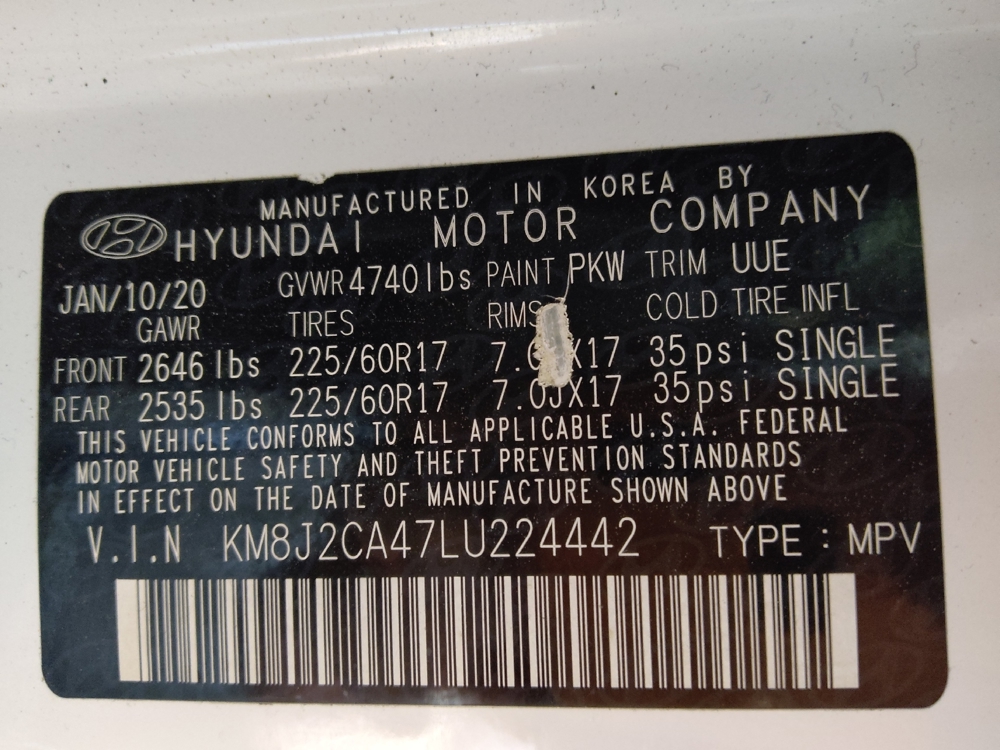 MANUFACTURED IN KOREA BY
HYUNDAI MOTOR COMPANY
JAN/10/20 GVWR 4740lbs PAINT PKW TRIM UUE
GAWR TIRES RIMS COLD TIRE INFL
FRONT 2646 lbs 225/60R17 35psi SINGLE
REAR 2535 lbs 225/60R17 7.0JX17 35psi SINGLE
THIS VEHICLE CONFORMS TO ALL APPLICABLE U.S.A. FEDERAL
MOTOR VEHICLE SAFETY AND THEFT PREVENTION STANDARDS
IN EFFECT ON THE DATE OF MANUFACTURE SHOWN ABOVE
V.I.N KM8J2CA47LU224442 TYPE : MPV